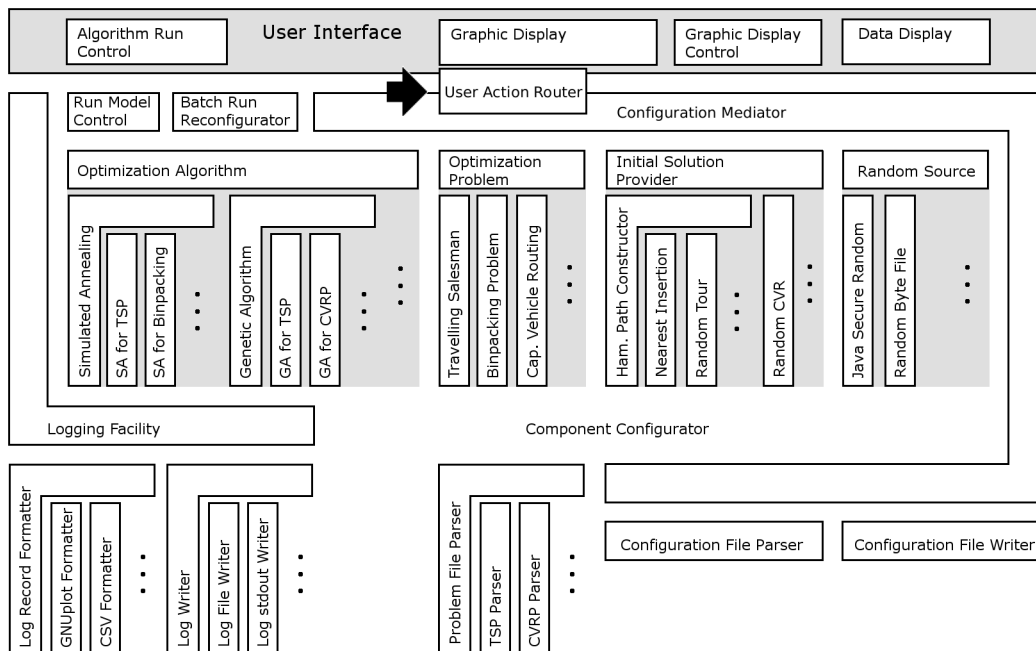 User Interface
Algorithm Run
Control
Graphic Display
Graphic Display
Control
Data Display
User Action Router
Run Model
Control
Batch Run
Reconfigurator
Configuration Mediator
Optimization Algorithm
Optimization
Problem
Initial Solution
Provider
Random Source
Simulated Annealing
SA for TSP
SA for Binpacking
Genetic Algorithm
GA for TSP
GA for CVRP
Travelling Salesman
Binpacking Problem
Cap. Vehicle Routing
Ham. Path Constructor
Nearest Insertion
Random Tour
Random CVR
Java Secure Random
Random Byte File
Logging Facility
Component Configurator
Log Record Formatter
GNUplot Formatter
CSV Formatter
Log Writer
Log File Writer
Log stdout Writer
Problem File Parser
TSP Parser
CVRP Parser
Configuration File Parser
Configuration File Writer